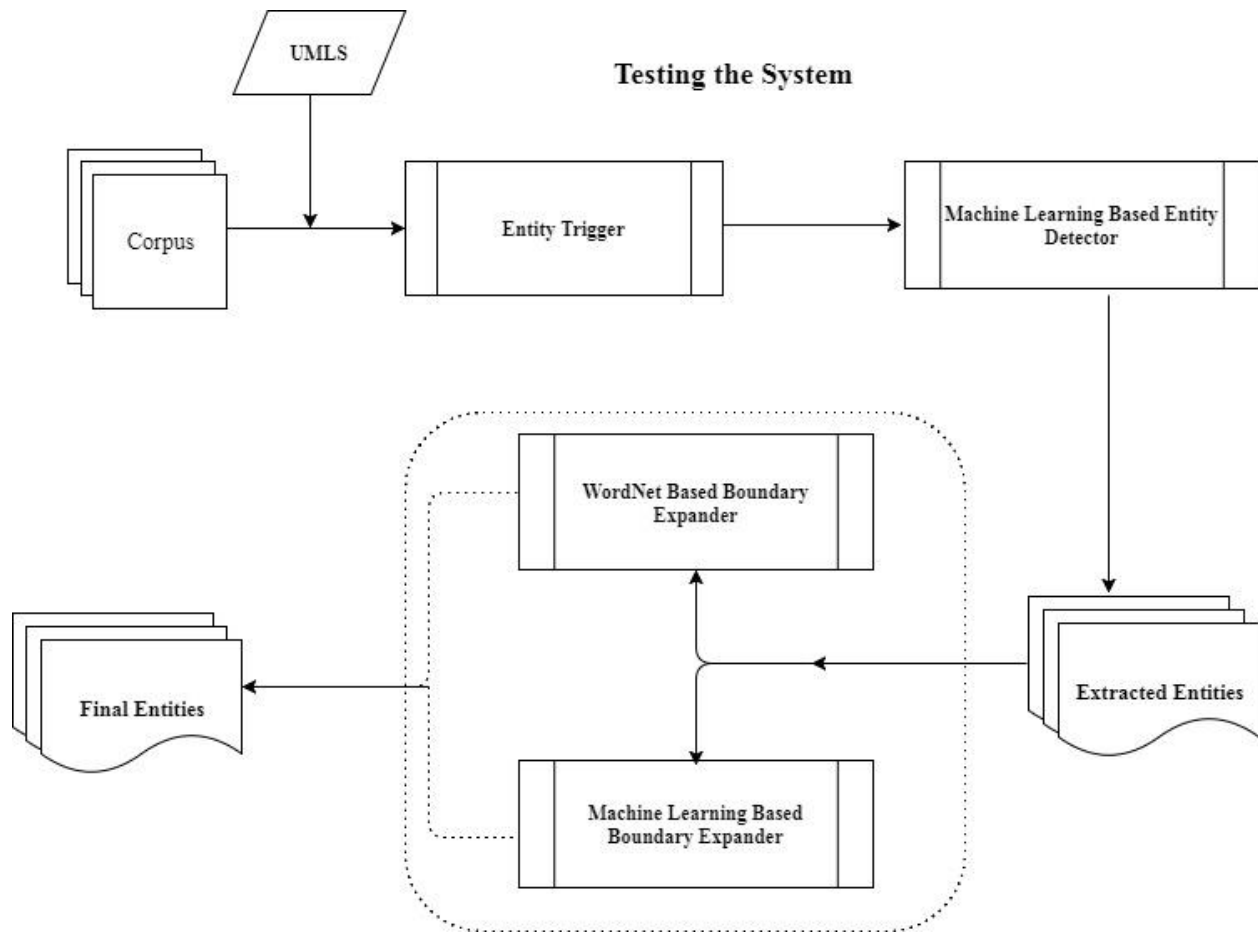 UMLS
Testing the System
Corpus
Entity Trigger
Machine Learning Based Entity
Detector
WordNet Based Boundary
Expander
Final Entities
Extracted Entities
Machine Learning Based
Boundary Expander